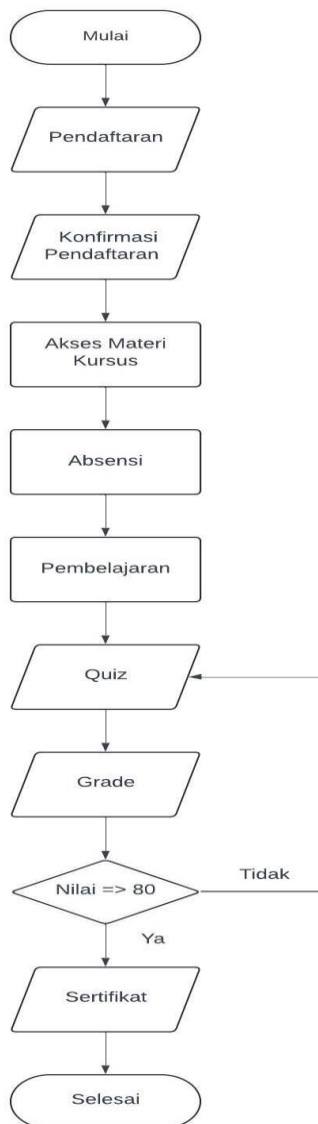 Mulai
Pendaftaran
Konfirmasi
Pendaftaran
Akses Materi
Kursus
Absensi
Pembelajaran
Quiz
Grade
Nilai => 80
Tidak
Ya
Sertifikat
Selesai